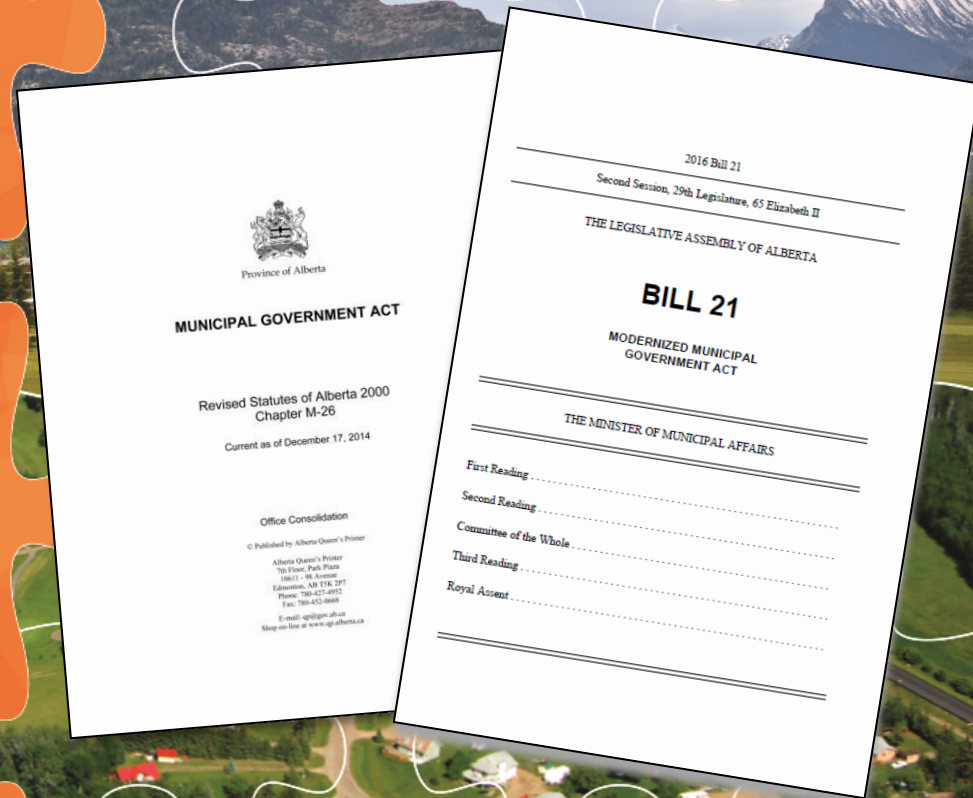 Province of Alberta
MUNICIPAL GOVERNMENT ACT
Revised Statutes of Alberta 2000
Chapter M-26
Current as of December 17, 2014
Office Consolidation
© Published by Alberta Queen's Printer
Alberta Queen's Printer
7th Floor, Park Plaza
10611 - 98 Avenue
Edmonton, AB T5K 2P7
Phone: 780-427-4952
Fax: 780-452-0668
E-mail: qp@gov.ab.ca
Shop on-line at www.qp.alberta.ca
2016 Bill 21
Second Session, 29th Legislature, 65 Elizabeth II
THE LEGISLATIVE ASSEMBLY OF ALBERTA
BILL 21
MODERNIZED MUNICIPAL
GOVERNMENT ACT
THE MINISTER OF MUNICIPAL AFFAIRS
First Reading
Second Reading
Committee of the Whole
Third Reading
Royal Assent